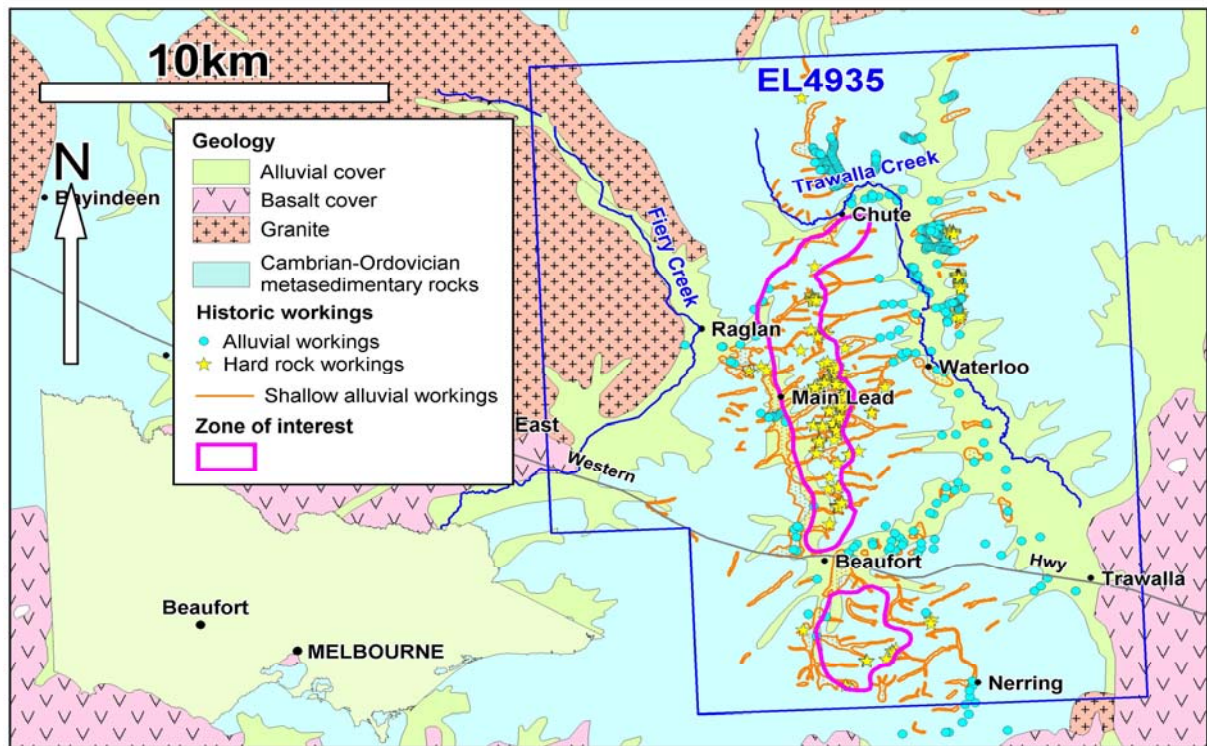 10km
EL4935
N
Geology
Alluvial cover
Basalt cover
Granite
Cambrian-Ordovician
metasedimentary rocks
Historic workings
Alluvial workings
Hard rock workings
Shallow alluvial workings
Zone of interest
Bayindeen
Trawalla Creek
Chute
Fiery Creek
Raglan
Waterloo
Main Lead
East
Western
Beaufort
Hwy
Trawalla
Beaufort
MELBOURNE
Nerring